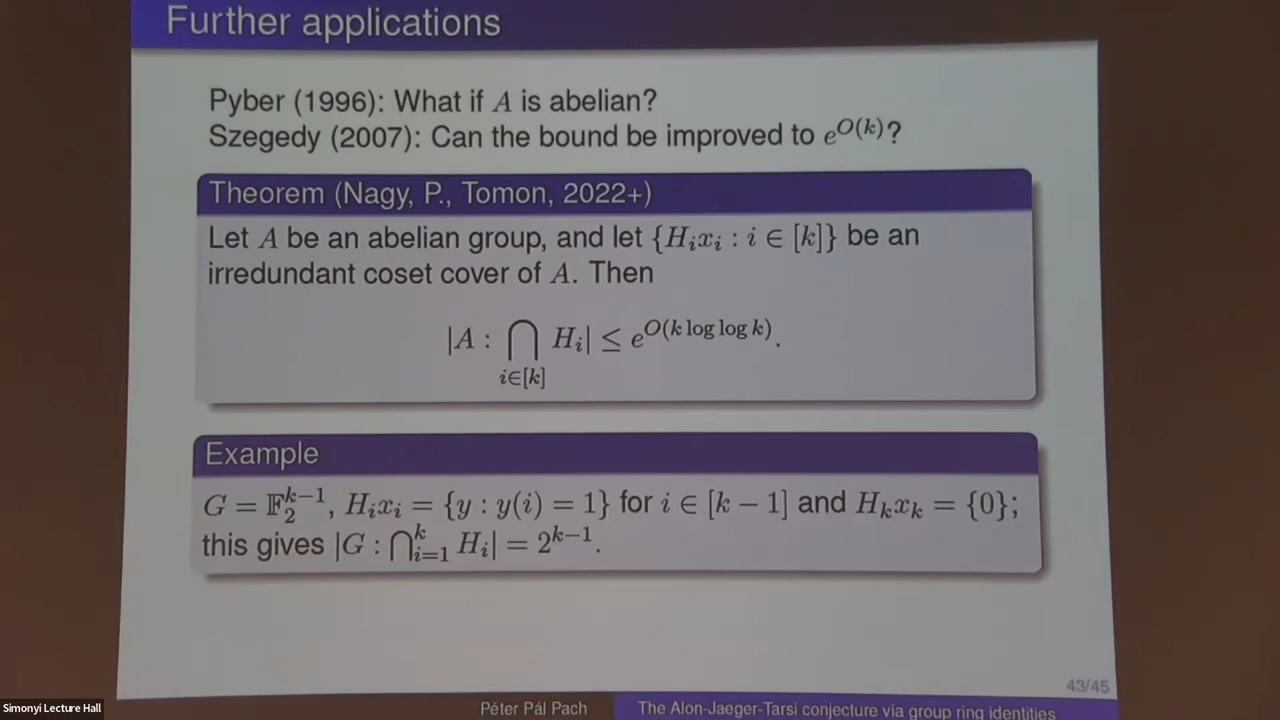 Further applications
Pyber (1996): What if A is abelian?
Szegedy (2007): Can the bound be improved to e^{O(k)}?
Theorem (Nagy, P., Tomon, 2022+)
Let A be an abelian group, and let {H_i x_i : i ∈ [k]} be an
irredundant coset cover of A. Then
|A : ⋂_{i∈[k]} H_i| ≤ e^{O(k log log k)}.
Example
G = 𝔽_2^{k−1}, H_i x_i = {y : y(i) = 1} for i ∈ [k − 1] and H_k x_k = {0};
this gives |G : ⋂_{i=1}^k H_i| = 2^{k−1}.
43/45
Simonyi Lecture Hall
Péter Pál Pach
The Alon-Jaeger-Tarsi conjecture via group ring identities